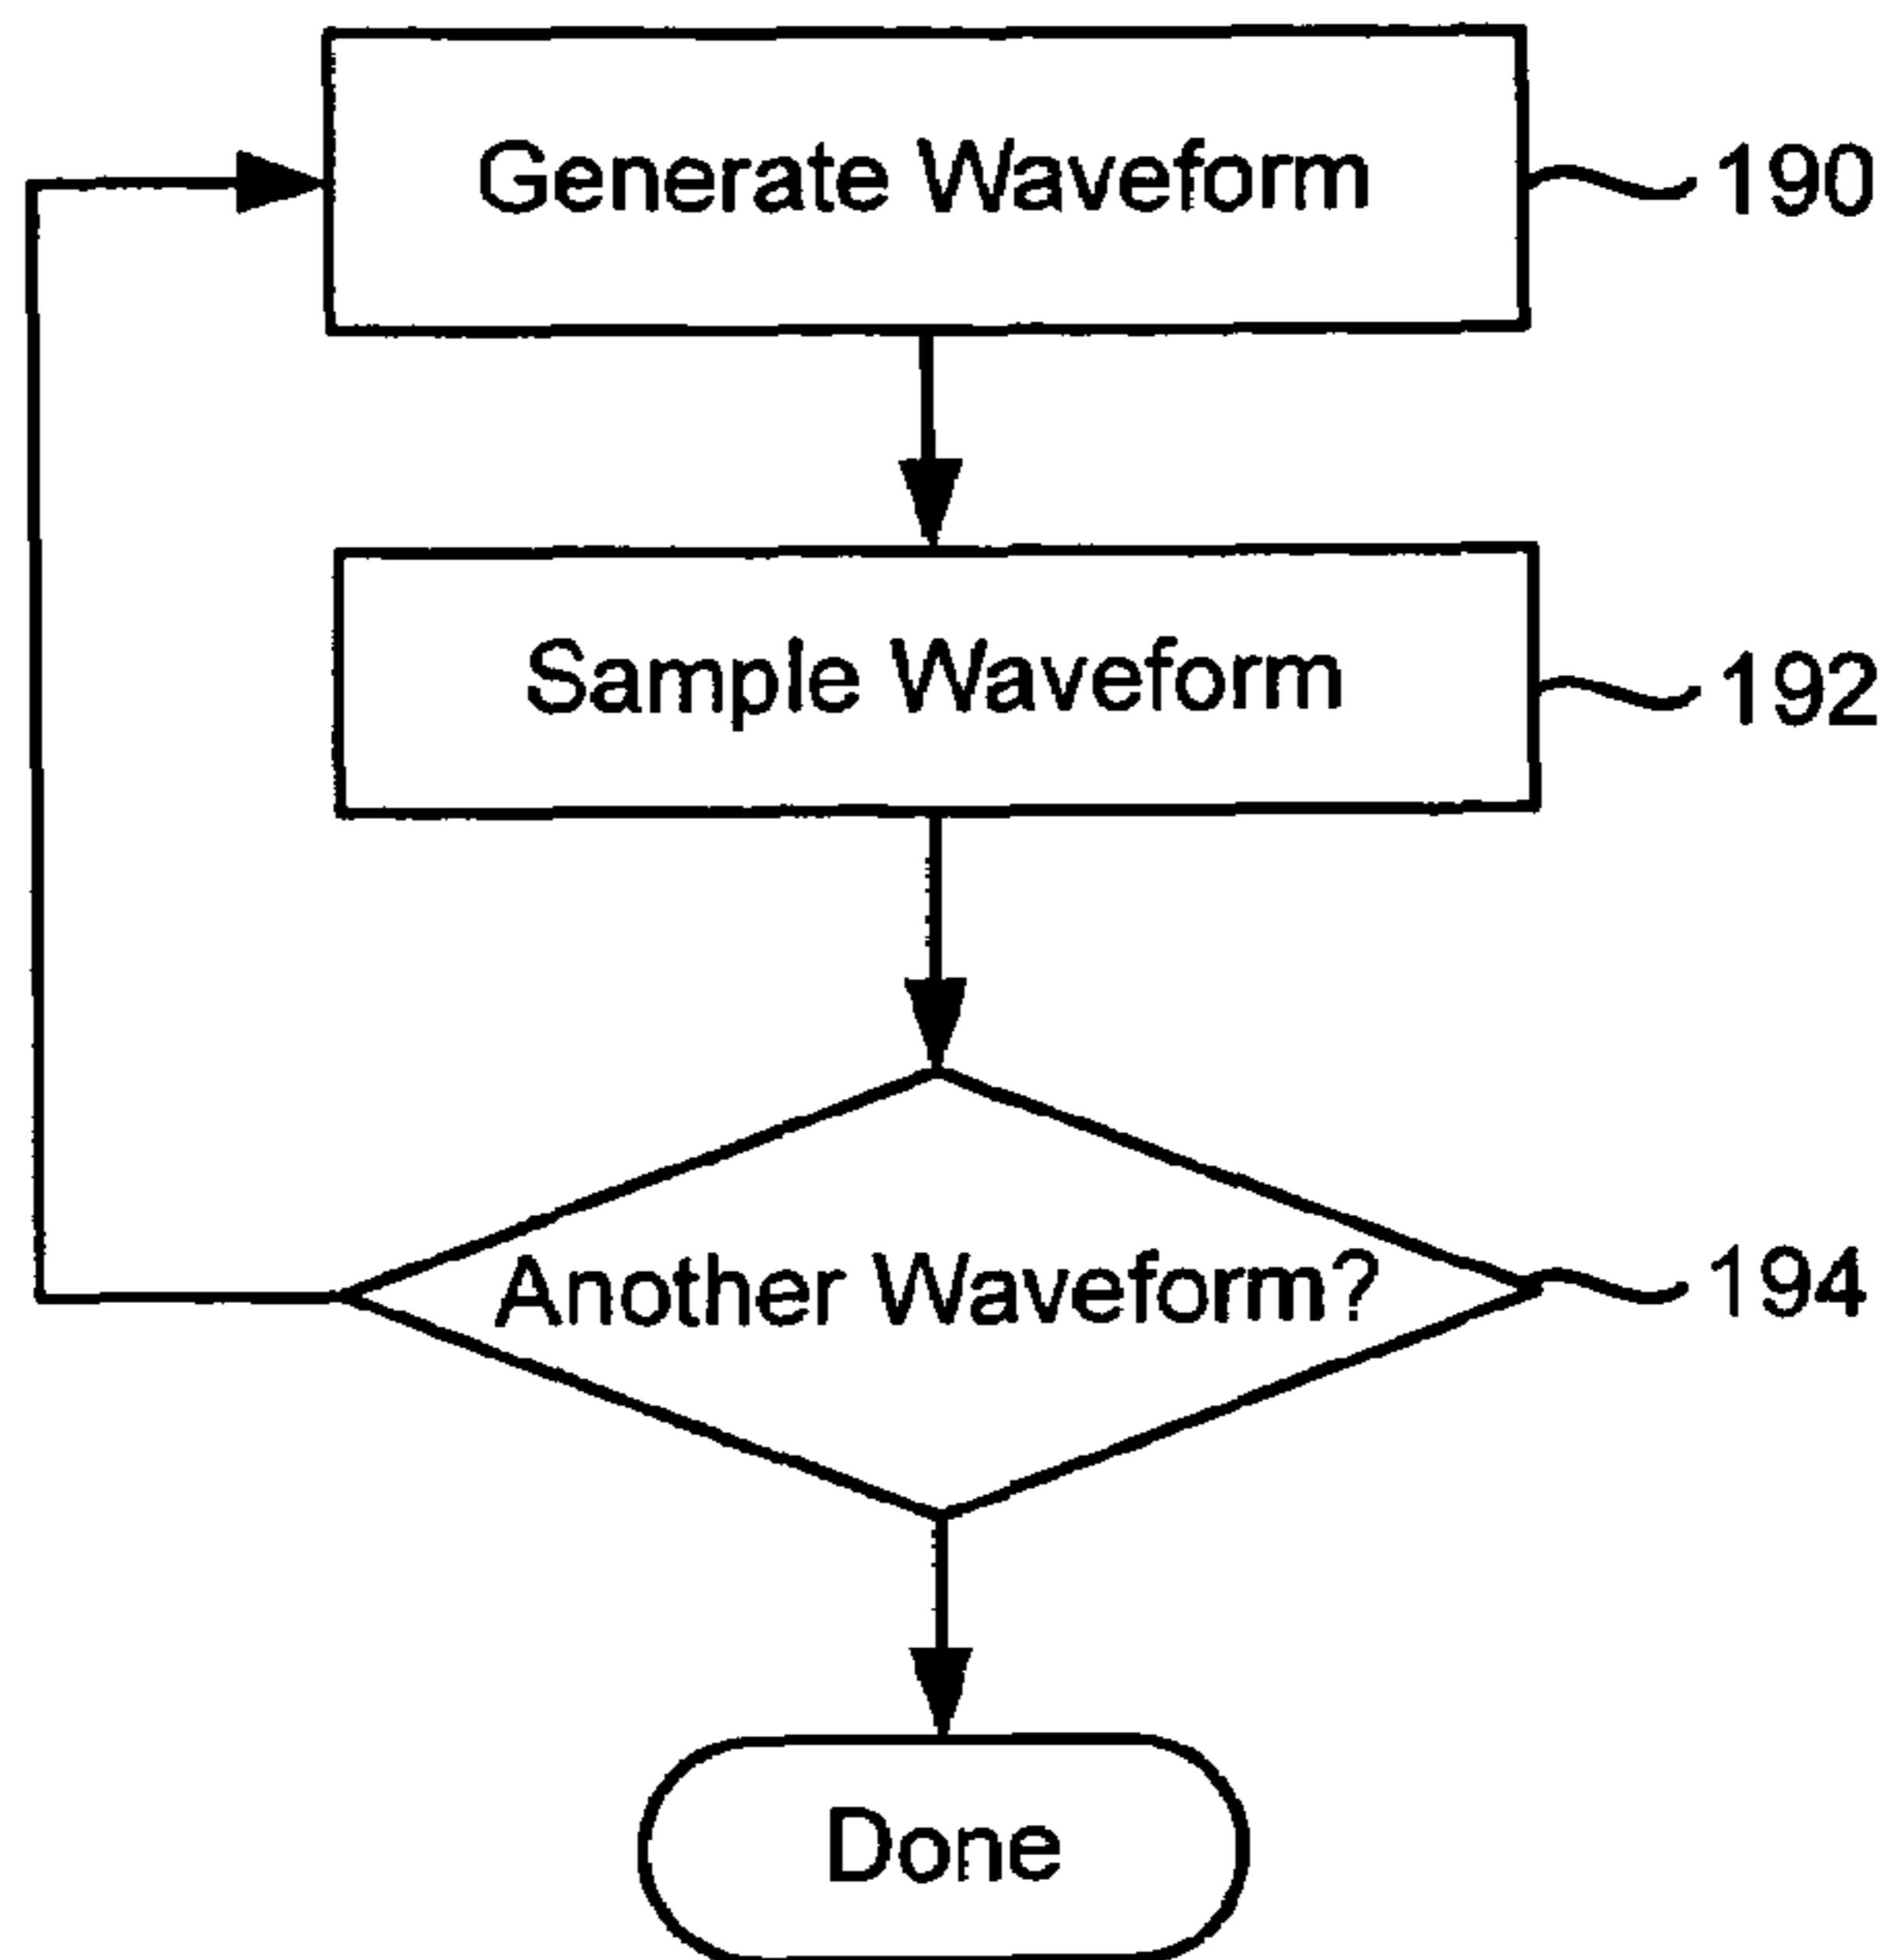 Generate Waveform
190
Sample Waveform
192
Another Waveform?
194
Done